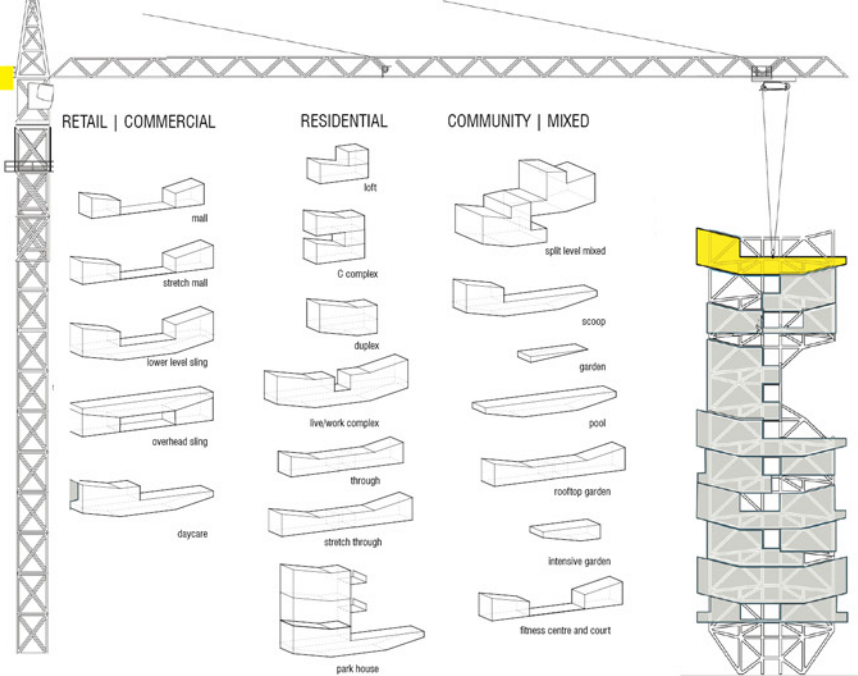 RETAIL | COMMERCIAL
mall
stretch mall
lower level sling
overhead sling
daycare
RESIDENTIAL
loft
C complex
duplex
live/work complex
through
stretch through
park house
COMMUNITY | MIXED
split level mixed
scoop
garden
pool
rooftop garden
intensive garden
fitness centre and court